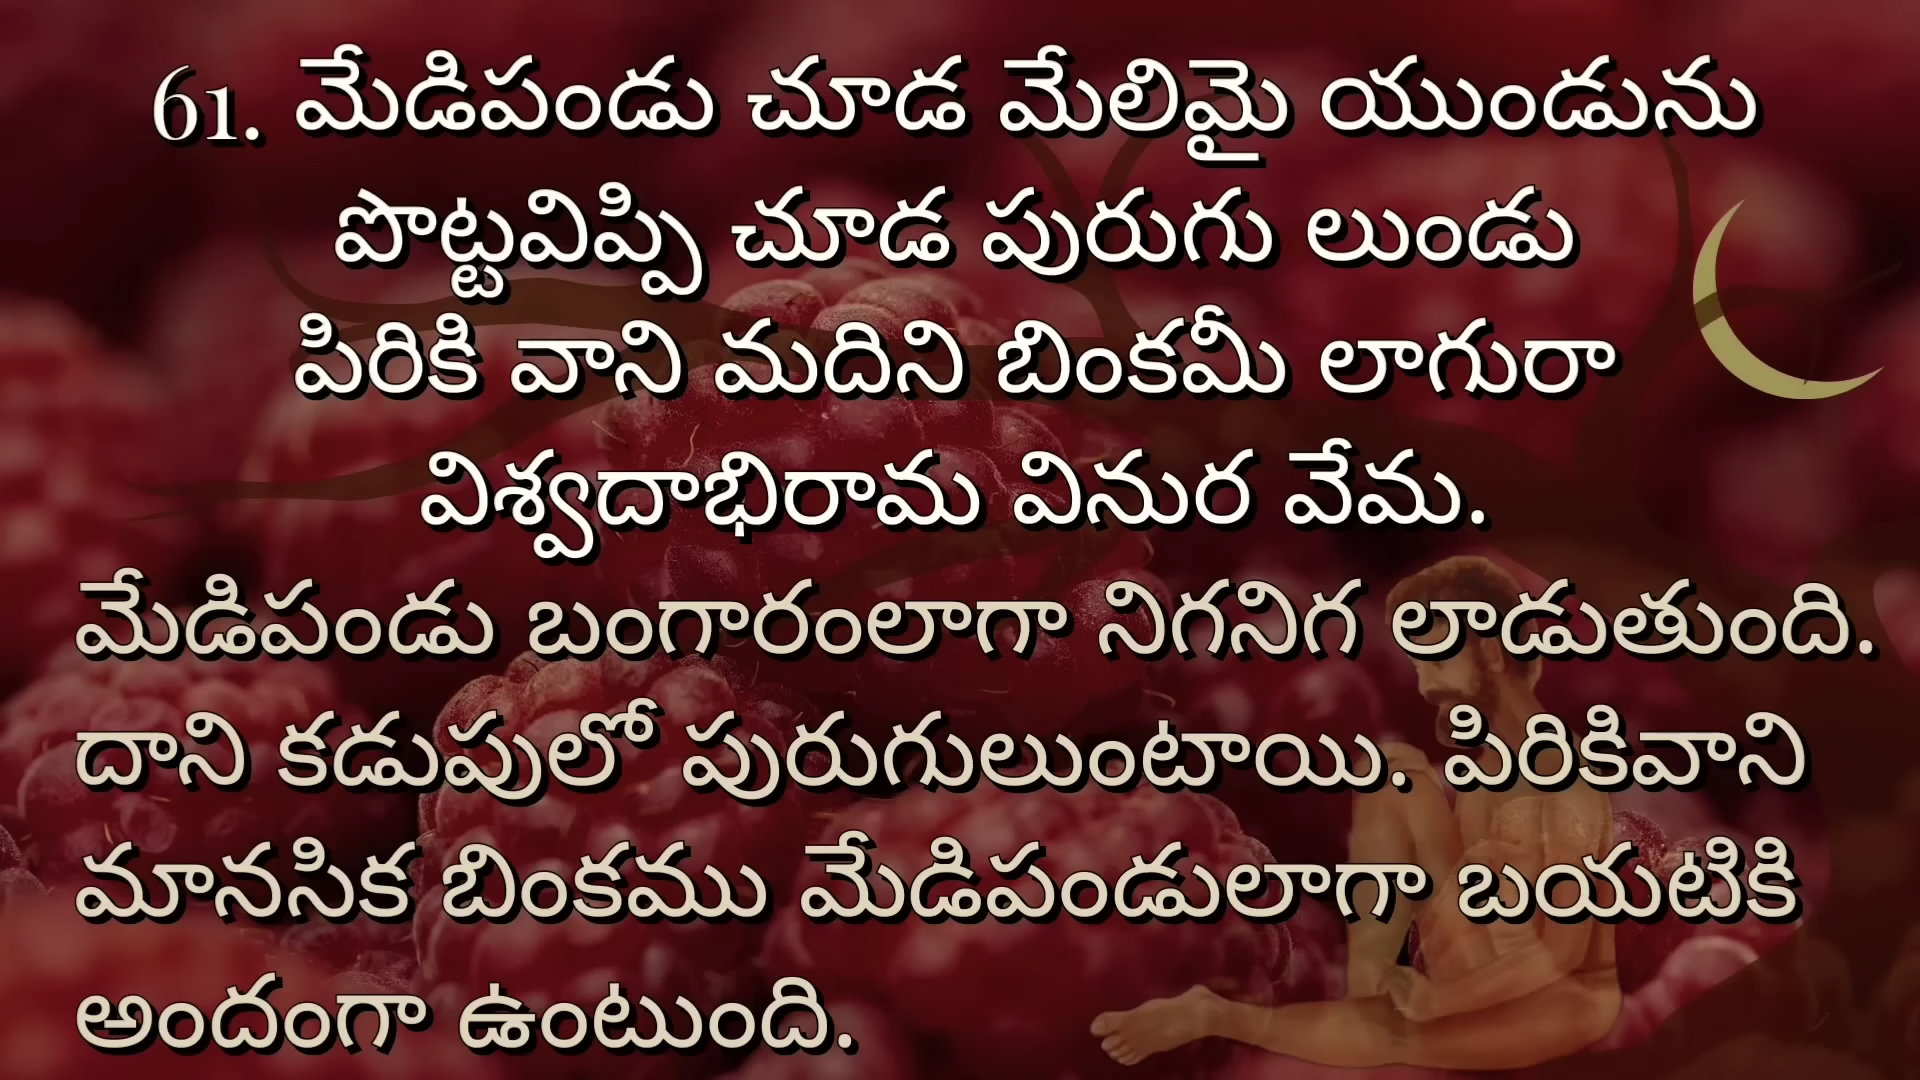 61. మేడిపండు చూడ మేలిమై యుండును
పొట్టవిప్పి చూడ పురుగు లుండు
పిరికి వాని మదిని బింకమీ లాగురా
విశ్వదాభిరామ వినుర వేమ.
మేడిపండు బంగారంలాగా నిగనిగ లాడుతుంది.
దాని కడుపులో పురుగులుంటాయి. పిరికివాని
మానసిక బింకము మేడిపండులాగా బయటికి
అందంగా ఉంటుంది.